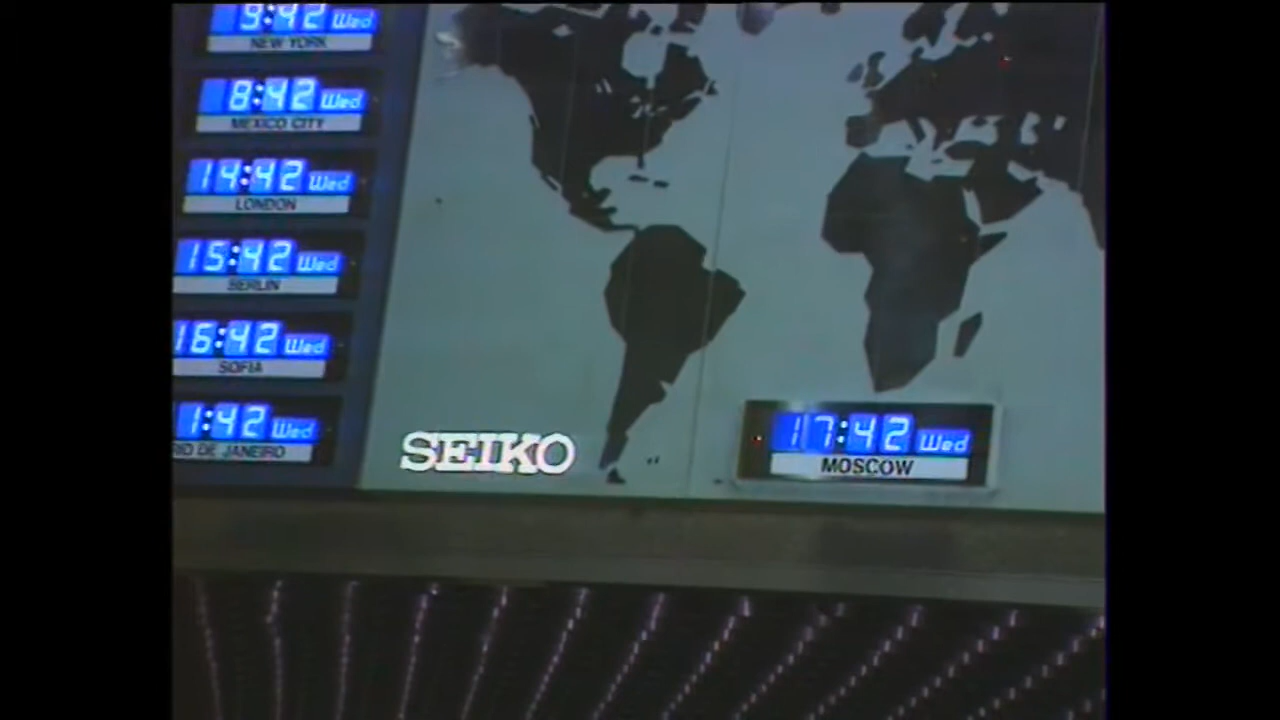 9:42 Wed
NEW YORK
8:42 Wed
MEXICO CITY
14:42 Wed
LONDON
15:42 Wed
BERLIN
16:42 Wed
SOFIA
1:42 Wed
RIO DE JANEIRO
SEIKO
17:42 Wed
MOSCOW